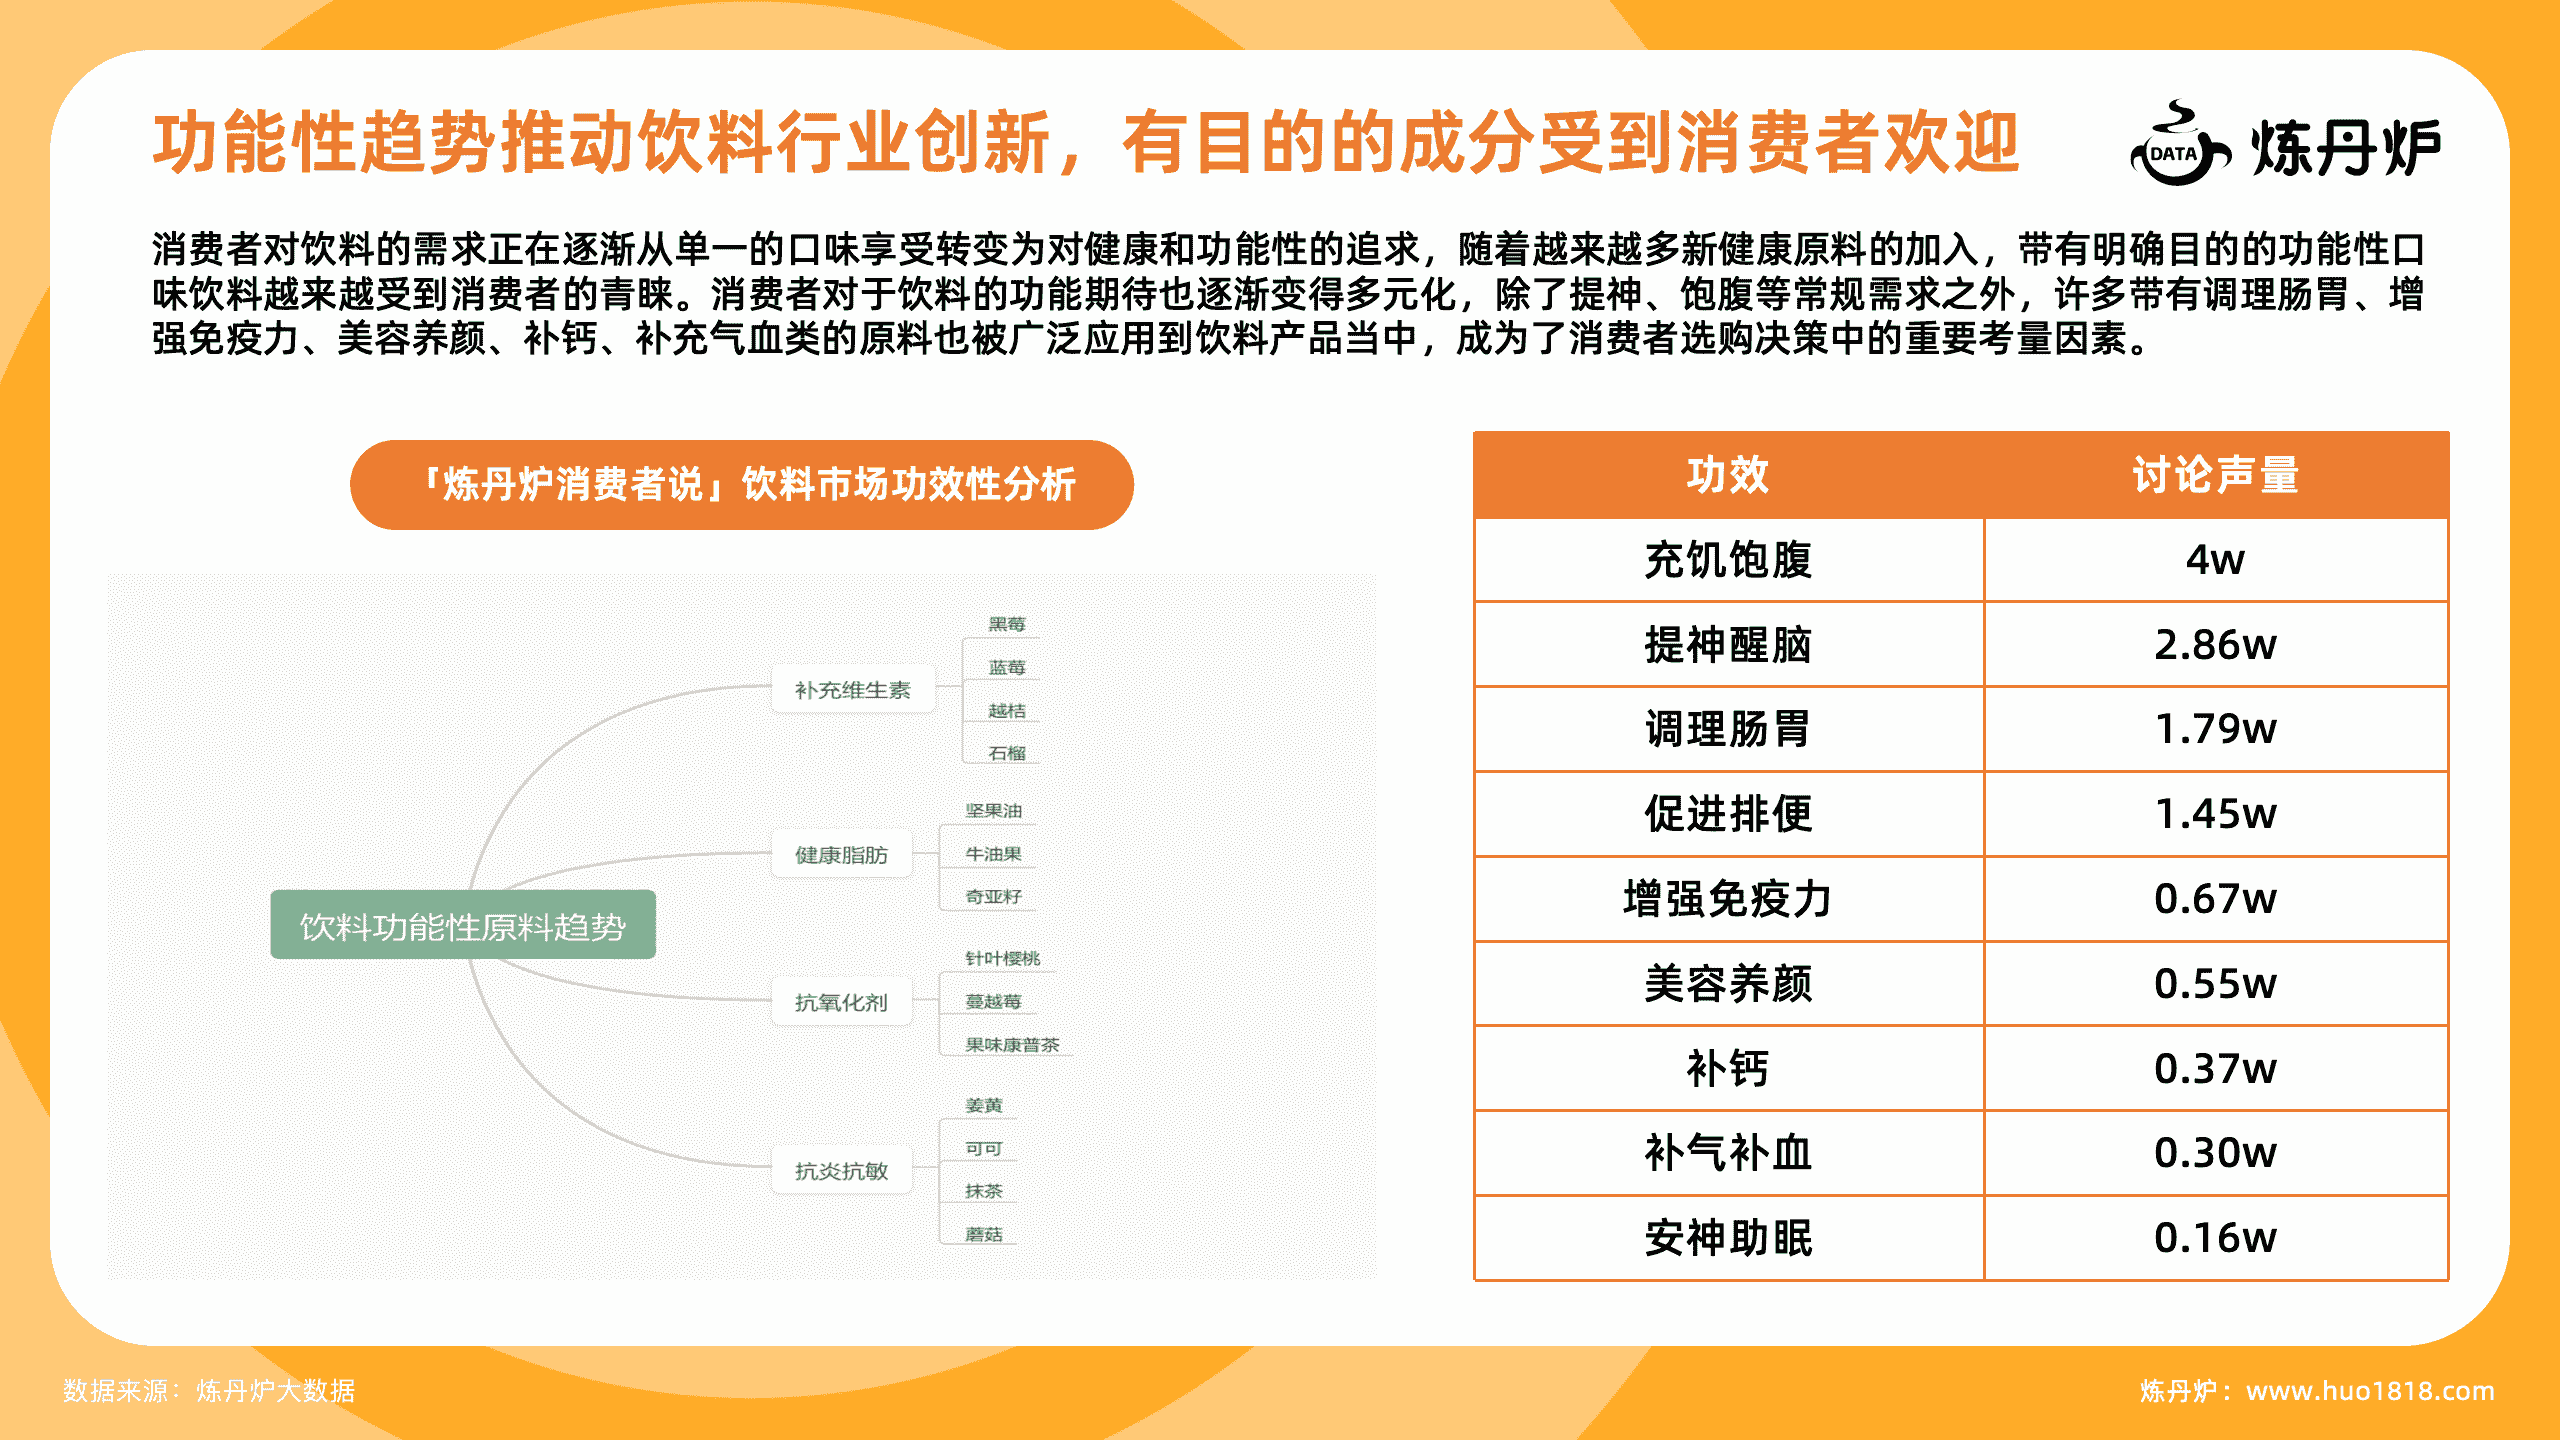 功能性趋势推动饮料行业创新，有目的的成分受到消费者欢迎
DATA 炼丹炉
消费者对饮料的需求正在逐渐从单一的口味享受转变为对健康和功能性的追求，随着越来越多新健康原料的加入，带有明确目的的功能性口
味饮料越来越受到消费者的青睐。消费者对于饮料的功能期待也逐渐变得多元化，除了提神、饱腹等常规需求之外，许多带有调理肠胃、增
强免疫力、美容养颜、补钙、补充气血类的原料也被广泛应用到饮料产品当中，成为了消费者选购决策中的重要考量因素。
「炼丹炉消费者说」饮料市场功效性分析
饮料功能性原料趋势
补充维生素
黑莓
蓝莓
越桔
石榴
健康脂肪
坚果油
牛油果
奇亚籽
抗氧化剂
针叶樱桃
蔓越莓
果味康普茶
抗炎抗敏
姜黄
可可
抹茶
蘑菇
功效 讨论声量
充饥饱腹 4w
提神醒脑 2.86w
调理肠胃 1.79w
促进排便 1.45w
增强免疫力 0.67w
美容养颜 0.55w
补钙 0.37w
补气补血 0.30w
安神助眠 0.16w
数据来源：炼丹炉大数据
炼丹炉：www.huo1818.com